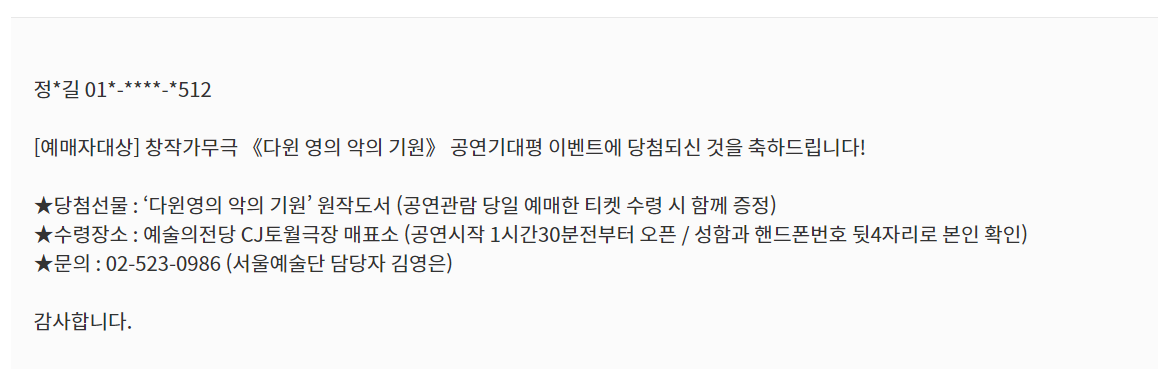 정*길 01*-****-*512
[예매자대상] 창작가무극 《다윈 영의 악의 기원》 공연기대평 이벤트에 당첨되신 것을 축하드립니다!
★당첨선물 : ‘다윈영의 악의 기원’ 원작도서 (공연관람 당일 예매한 티켓 수령 시 함께 증정)
★수령장소 : 예술의전당 CJ토월극장 매표소 (공연시작 1시간30분전부터 오픈 / 성함과 핸드폰번호 뒷4자리로 본인 확인)
★문의 : 02-523-0986 (서울예술단 담당자 김영은)
감사합니다.